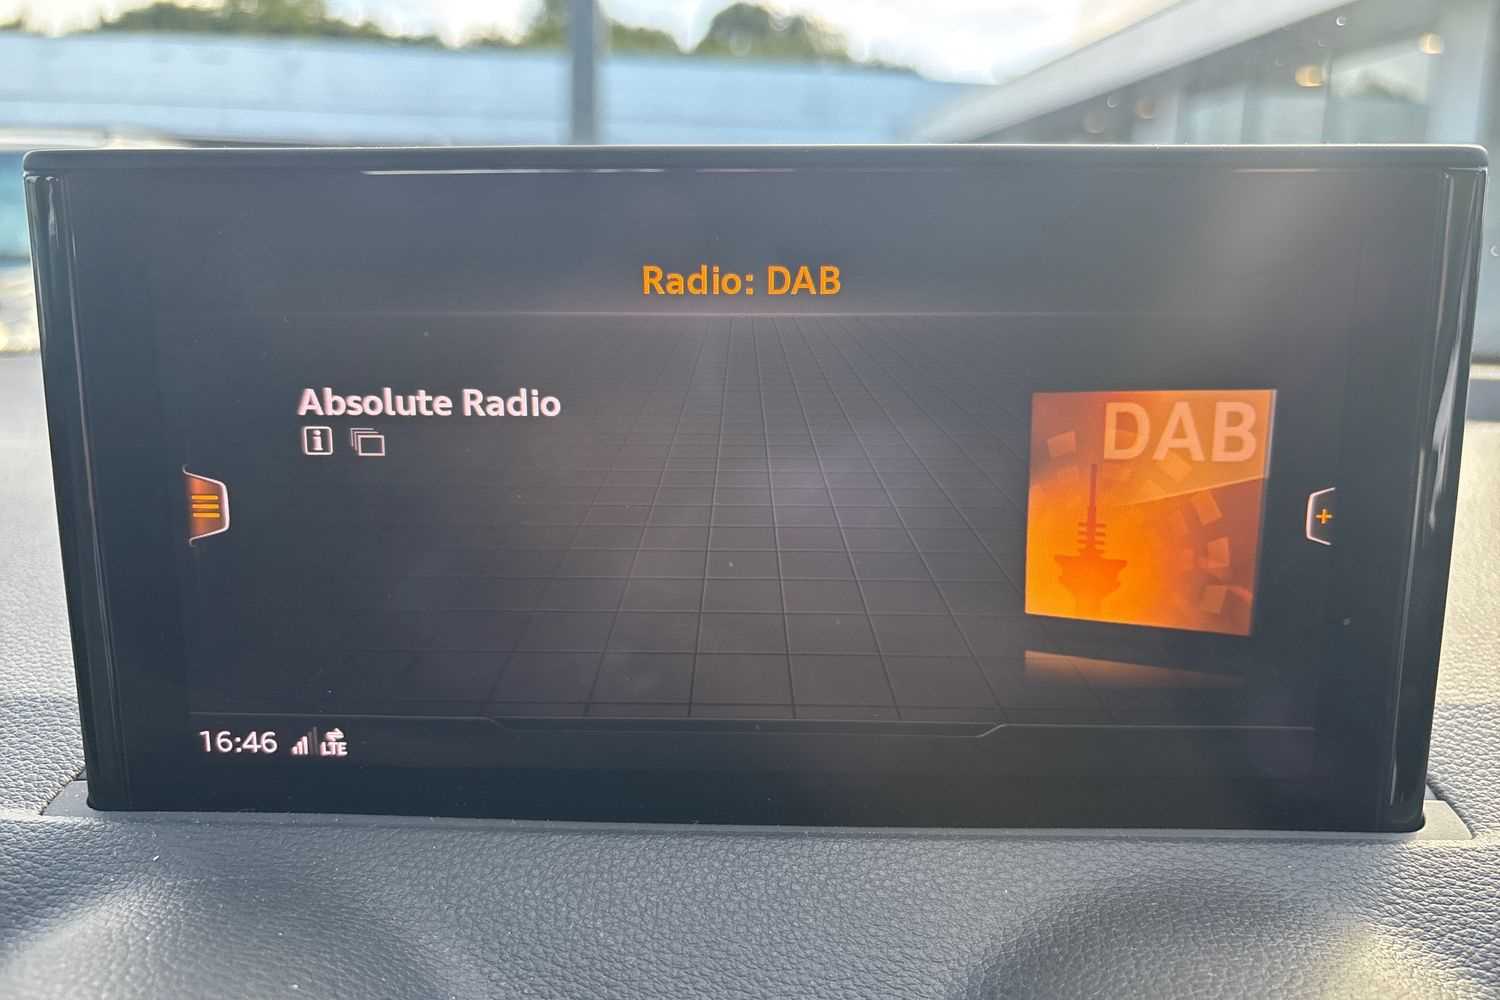 Radio: DAB
Absolute Radio
i
DAB
+
16:46 LTE